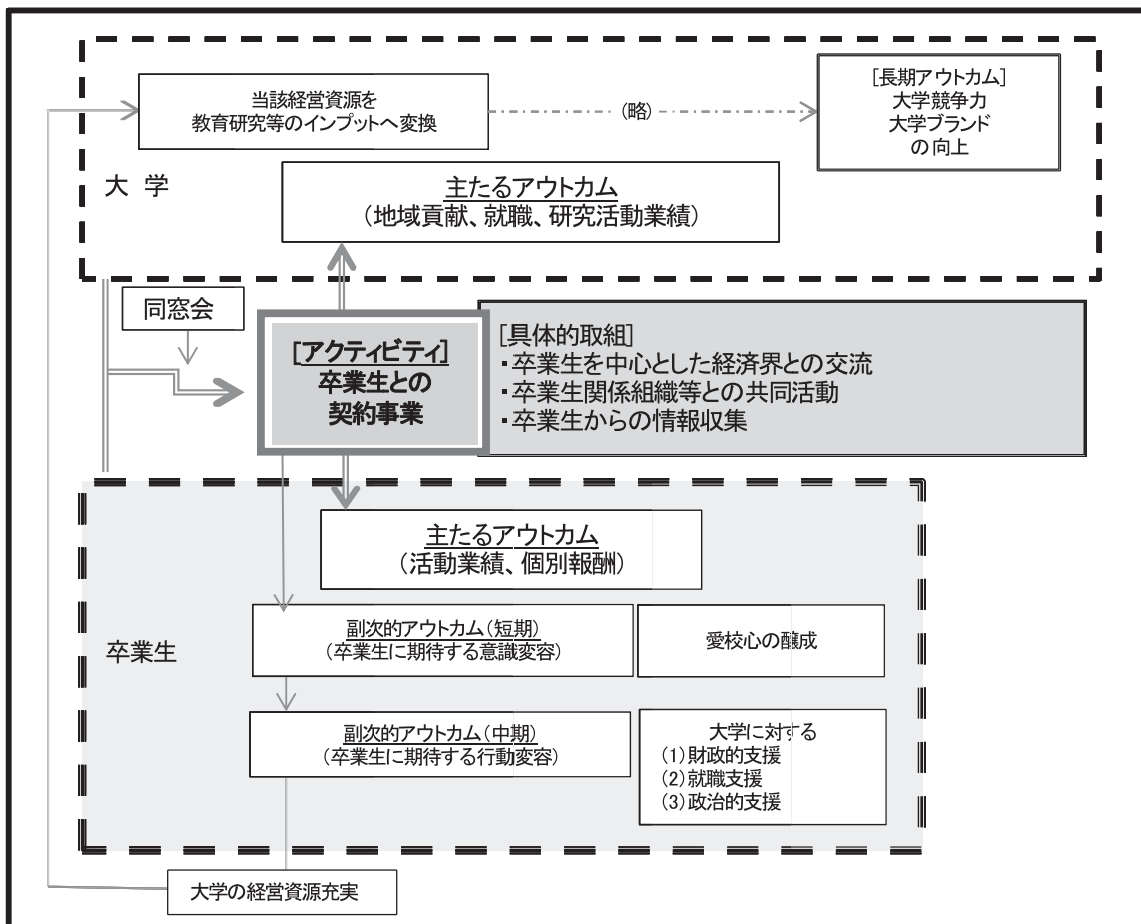 当該経営資源を
教育研究等のインプットへ変換
(略)
[長期アウトカム]
大学競争力
大学ブランド
の向上
大 学
主たるアウトカム
(地域貢献、就職、研究活動業績)
同窓会
[アクティビティ]
卒業生との
契約事業
[具体的取組]
・卒業生を中心とした経済界との交流
・卒業生関係組織等との共同活動
・卒業生からの情報収集
主たるアウトカム
(活動業績、個別報酬)
卒業生
副次的アウトカム(短期)
(卒業生に期待する意識変容)
愛校心の醸成
副次的アウトカム(中期)
(卒業生に期待する行動変容)
大学に対する
(1)財政的支援
(2)就職支援
(3)政治的支援
大学の経営資源充実